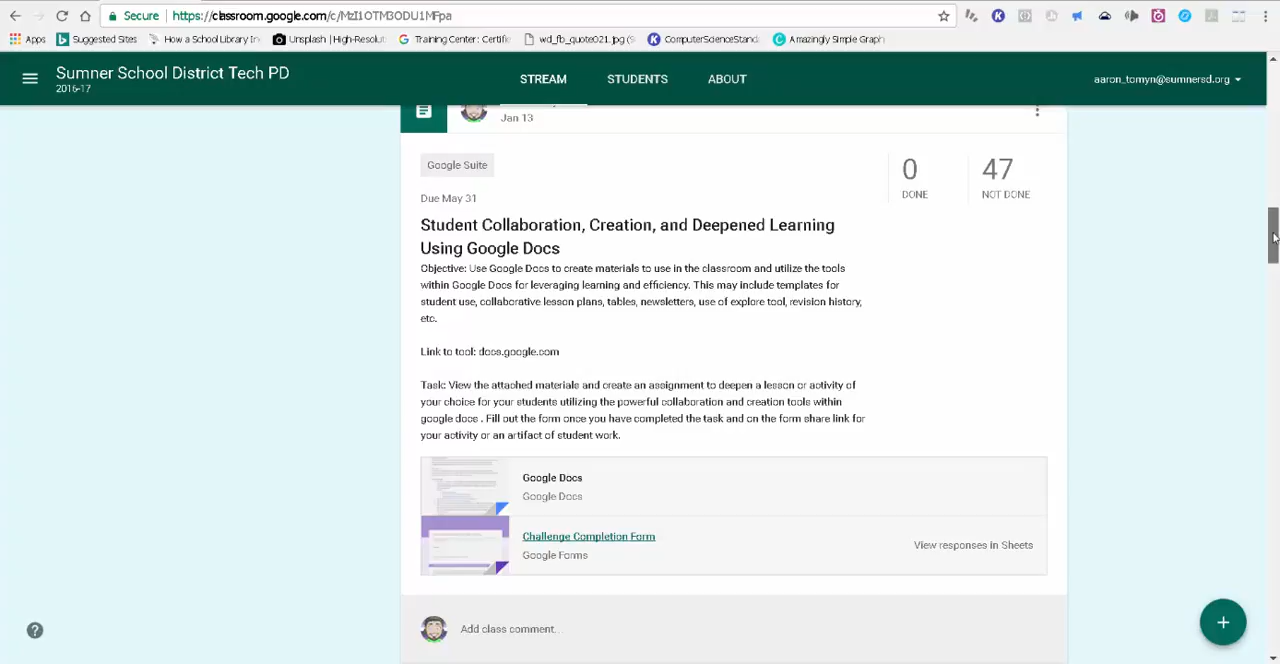 Secure https://classroom.google.com/c/MzI1OTM3ODU1MFpa
Apps Suggested Sites How a School Library In Unsplash | High-Resolut Training Center: Certifie wd_fb_quote021.jpg (S ComputerScienceStand Amazingly Simple Graph
Sumner School District Tech PD
2016-17
STREAM STUDENTS ABOUT
aaron_tomyn@sumnersd.org
Jan 13
Google Suite
0 47
DONE NOT DONE
Due May 31
Student Collaboration, Creation, and Deepened Learning
Using Google Docs
Objective: Use Google Docs to create materials to use in the classroom and utilize the tools
within Google Docs for leveraging learning and efficiency. This may include templates for
student use, collaborative lesson plans, tables, newsletters, use of explore tool, revision history,
etc.
Link to tool: docs.google.com
Task: View the attached materials and create an assignment to deepen a lesson or activity of
your choice for your students utilizing the powerful collaboration and creation tools within
google docs . Fill out the form once you have completed the task and on the form share link for
your activity or an artifact of student work.
Google Docs
Google Docs
Challenge Completion Form
Google Forms
View responses in Sheets
Add class comment...